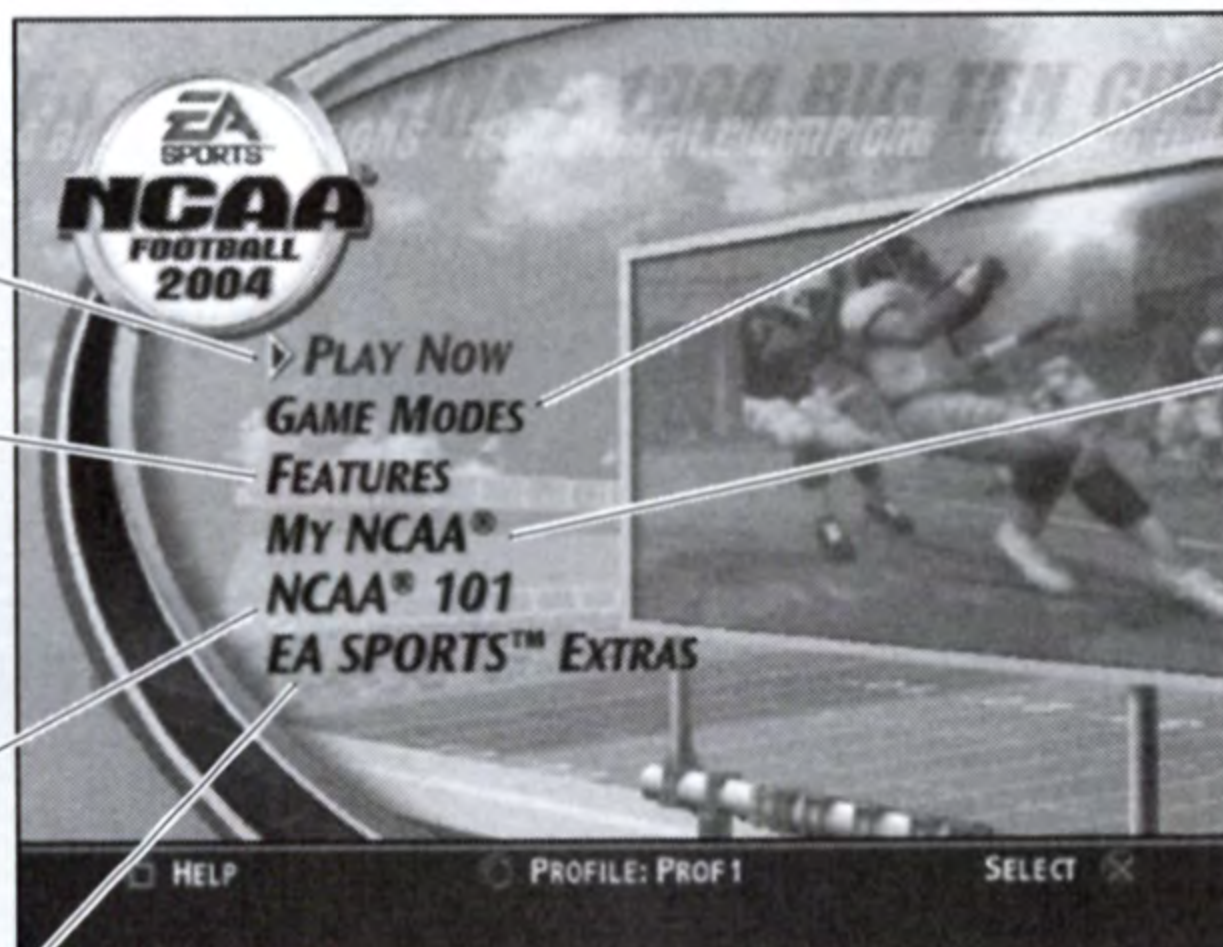 EA
SPORTS™
NCAA
FOOTBALL
2004
PLAY NOW
GAME MODES
FEATURES
MY NCAA®
NCAA® 101
EA SPORTS™ EXTRAS
HELP
PROFILE: PROF1
SELECT